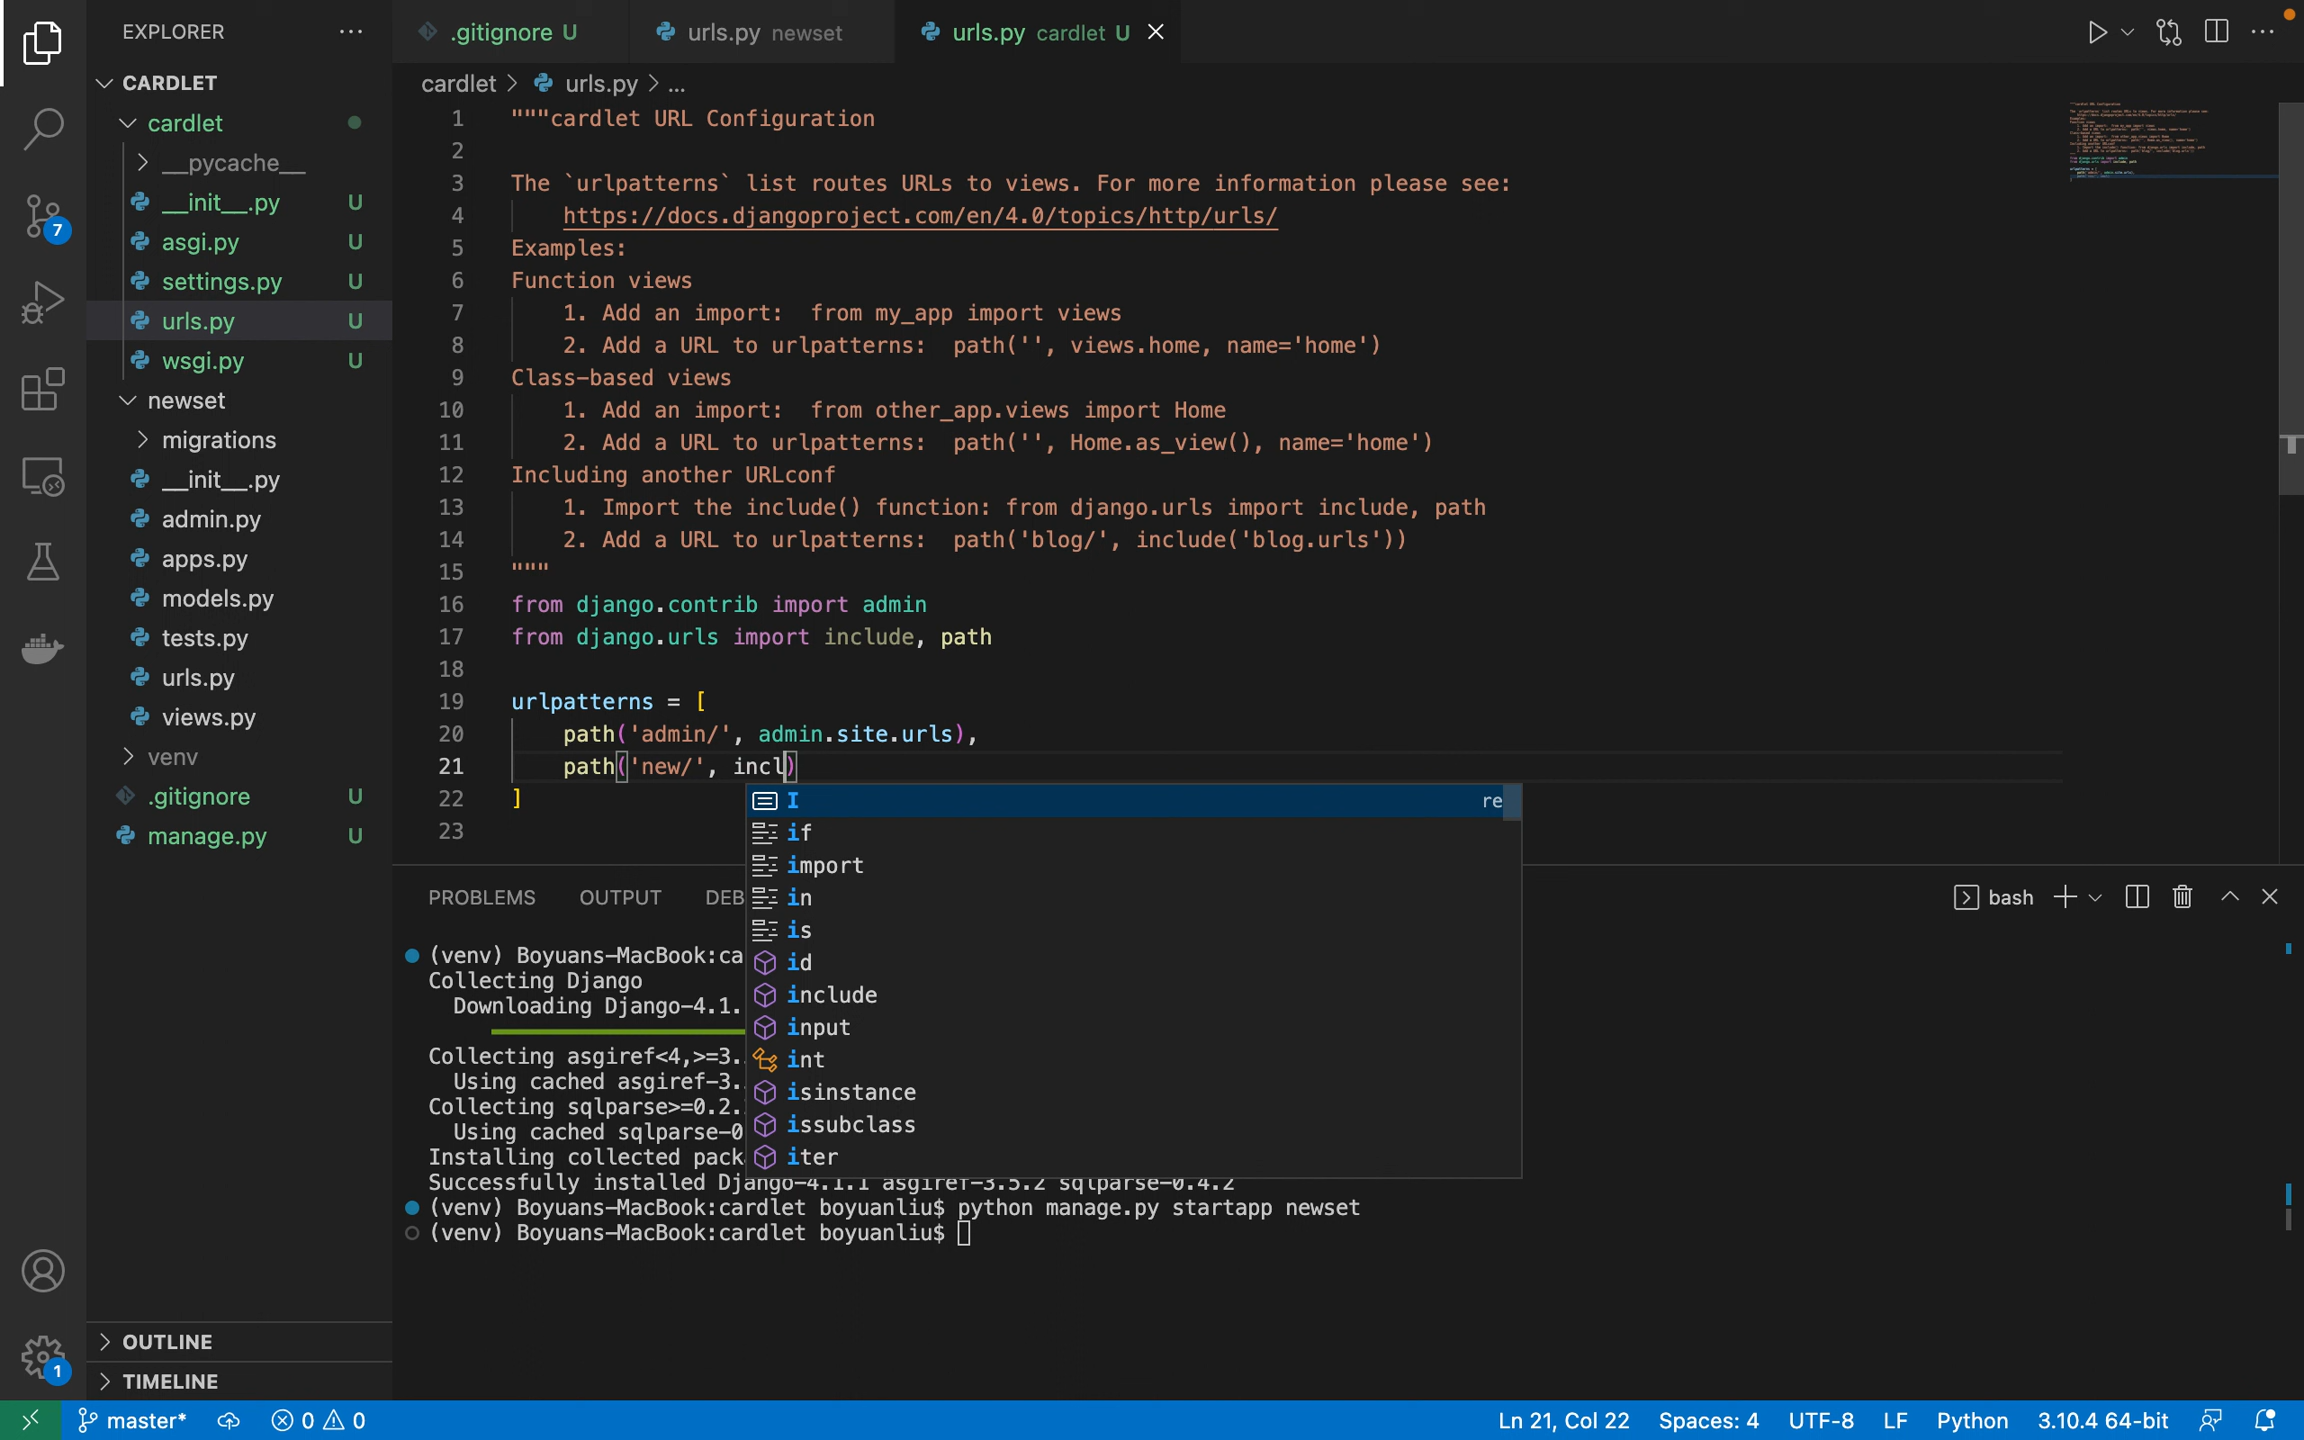 EXPLORER
CARDLET
cardlet
__pycache__
__init__.py U
asgi.py U
settings.py U
urls.py U
wsgi.py U
newset
migrations
__init__.py
admin.py
apps.py
models.py
tests.py
urls.py
views.py
venv
.gitignore U
manage.py U
OUTLINE
TIMELINE
7
1
.gitignore U
urls.py newset
urls.py cardlet U
cardlet > urls.py > ...
1 """cardlet URL Configuration
2
3 The `urlpatterns` list routes URLs to views. For more information please see:
4 https://docs.djangoproject.com/en/4.0/topics/http/urls/
5 Examples:
6 Function views
7 1. Add an import:  from my_app import views
8 2. Add a URL to urlpatterns:  path('', views.home, name='home')
9 Class-based views
10 1. Add an import:  from other_app.views import Home
11 2. Add a URL to urlpatterns:  path('', Home.as_view(), name='home')
12 Including another URLconf
13 1. Import the include() function: from django.urls import include, path
14 2. Add a URL to urlpatterns:  path('blog/', include('blog.urls'))
15 """
16 from django.contrib import admin
17 from django.urls import include, path
18
19 urlpatterns = [
20 path('admin/', admin.site.urls),
21 path('new/', incl)
22 ]
23
I re
if
import
in
is
id
include
input
int
isinstance
issubclass
iter
PROBLEMS OUTPUT DEB
bash
(venv) Boyuans-MacBook:ca
Collecting Django
Downloading Django-4.1.
Collecting asgiref<4,>=3.
Using cached asgiref-3.
Collecting sqlparse>=0.2.
Using cached sqlparse-0
Installing collected pack
Successfully installed Django-4.1.1 asgiref-3.5.2 sqlparse-0.4.2
(venv) Boyuans-MacBook:cardlet boyuanliu$ python manage.py startapp newset
(venv) Boyuans-MacBook:cardlet boyuanliu$
master* 0 0 Ln 21, Col 22 Spaces: 4 UTF-8 LF Python 3.10.4 64-bit